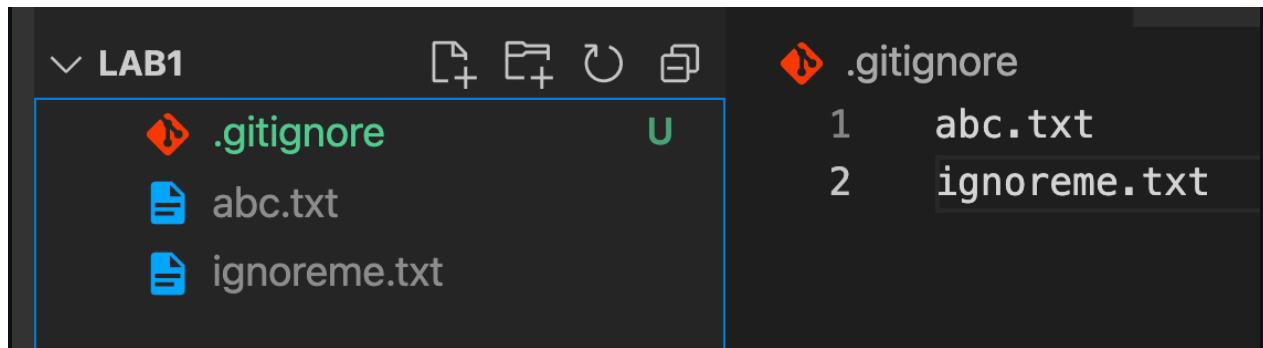 LAB1
.gitignore U
abc.txt
ignoreme.txt
.gitignore
1 abc.txt
2 ignoreme.txt